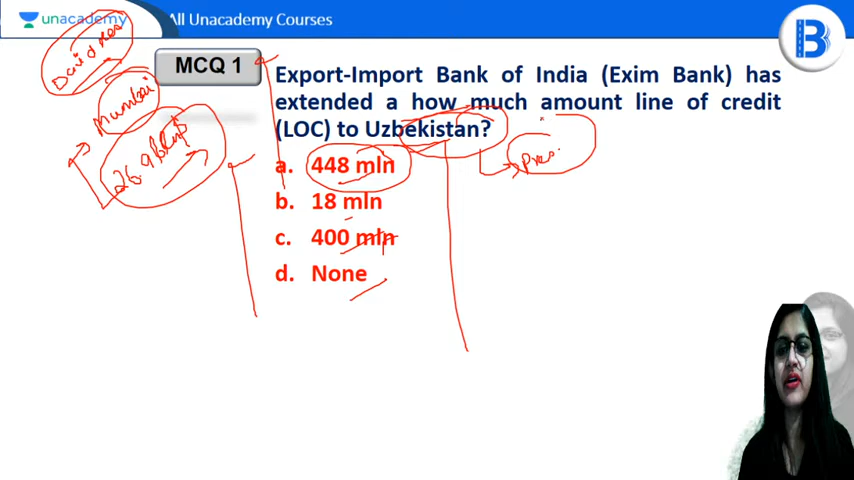 unacademy
All Unacademy Courses
B
MCQ 1
Export-Import Bank of India (Exim Bank) has
extended a how much amount line of credit
(LOC) to Uzbekistan?
a. 448 mln
b. 18 mln
c. 400 mln
d. None
Mumbai
Pres.